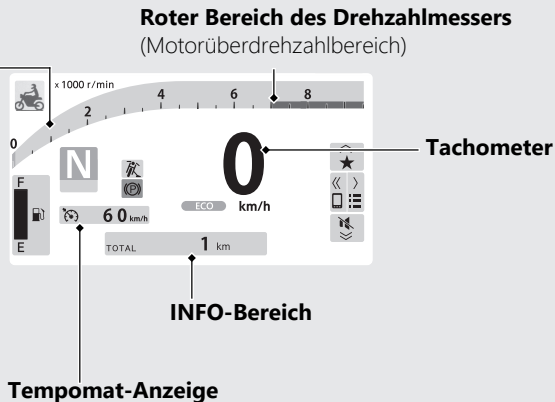 Roter Bereich des Drehzahlmessers
(Motorüberdrehzahlbereich)
x 1000 r/min
0 2 4 6 8
N
0
Tachometer
F
P
ECO km/h
60 km/h
E
TOTAL 1 km
INFO-Bereich
Tempomat-Anzeige